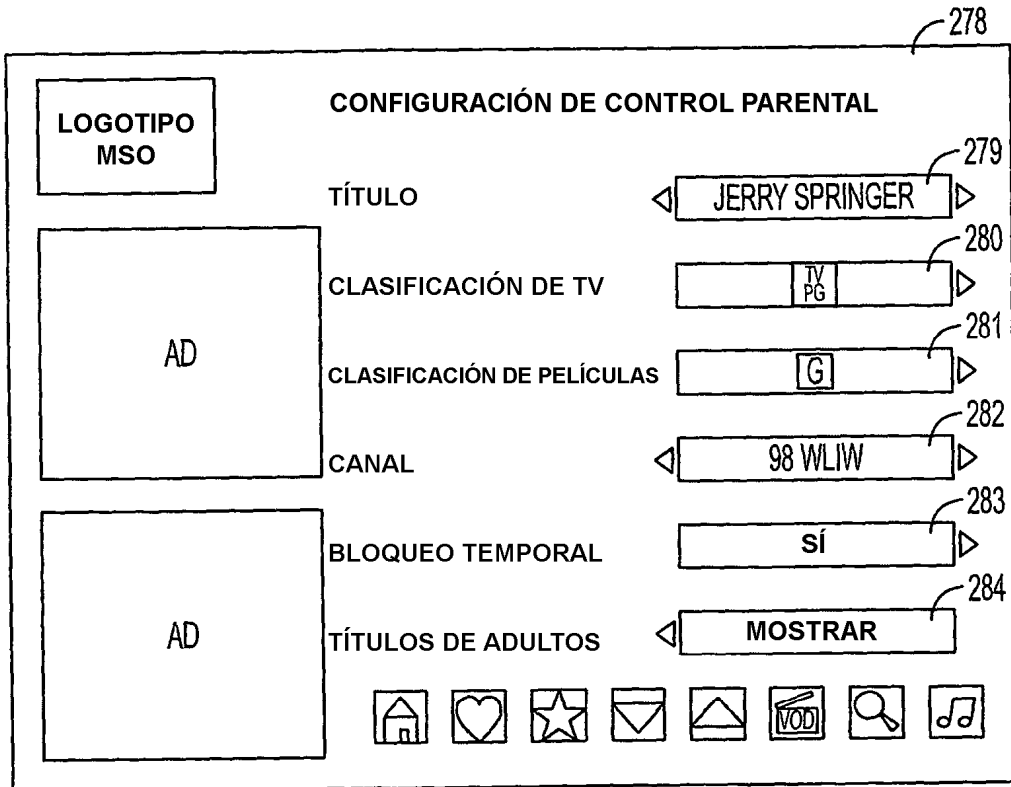 278
LOGOTIPO
MSO
CONFIGURACIÓN DE CONTROL PARENTAL
279
TÍTULO
JERRY SPRINGER
280
CLASIFICACIÓN DE TV
TV
PG
281
AD
CLASIFICACIÓN DE PELÍCULAS
G
282
CANAL
98 WLIW
283
BLOQUEO TEMPORAL
SÍ
284
AD
TÍTULOS DE ADULTOS
MOSTRAR
VOD